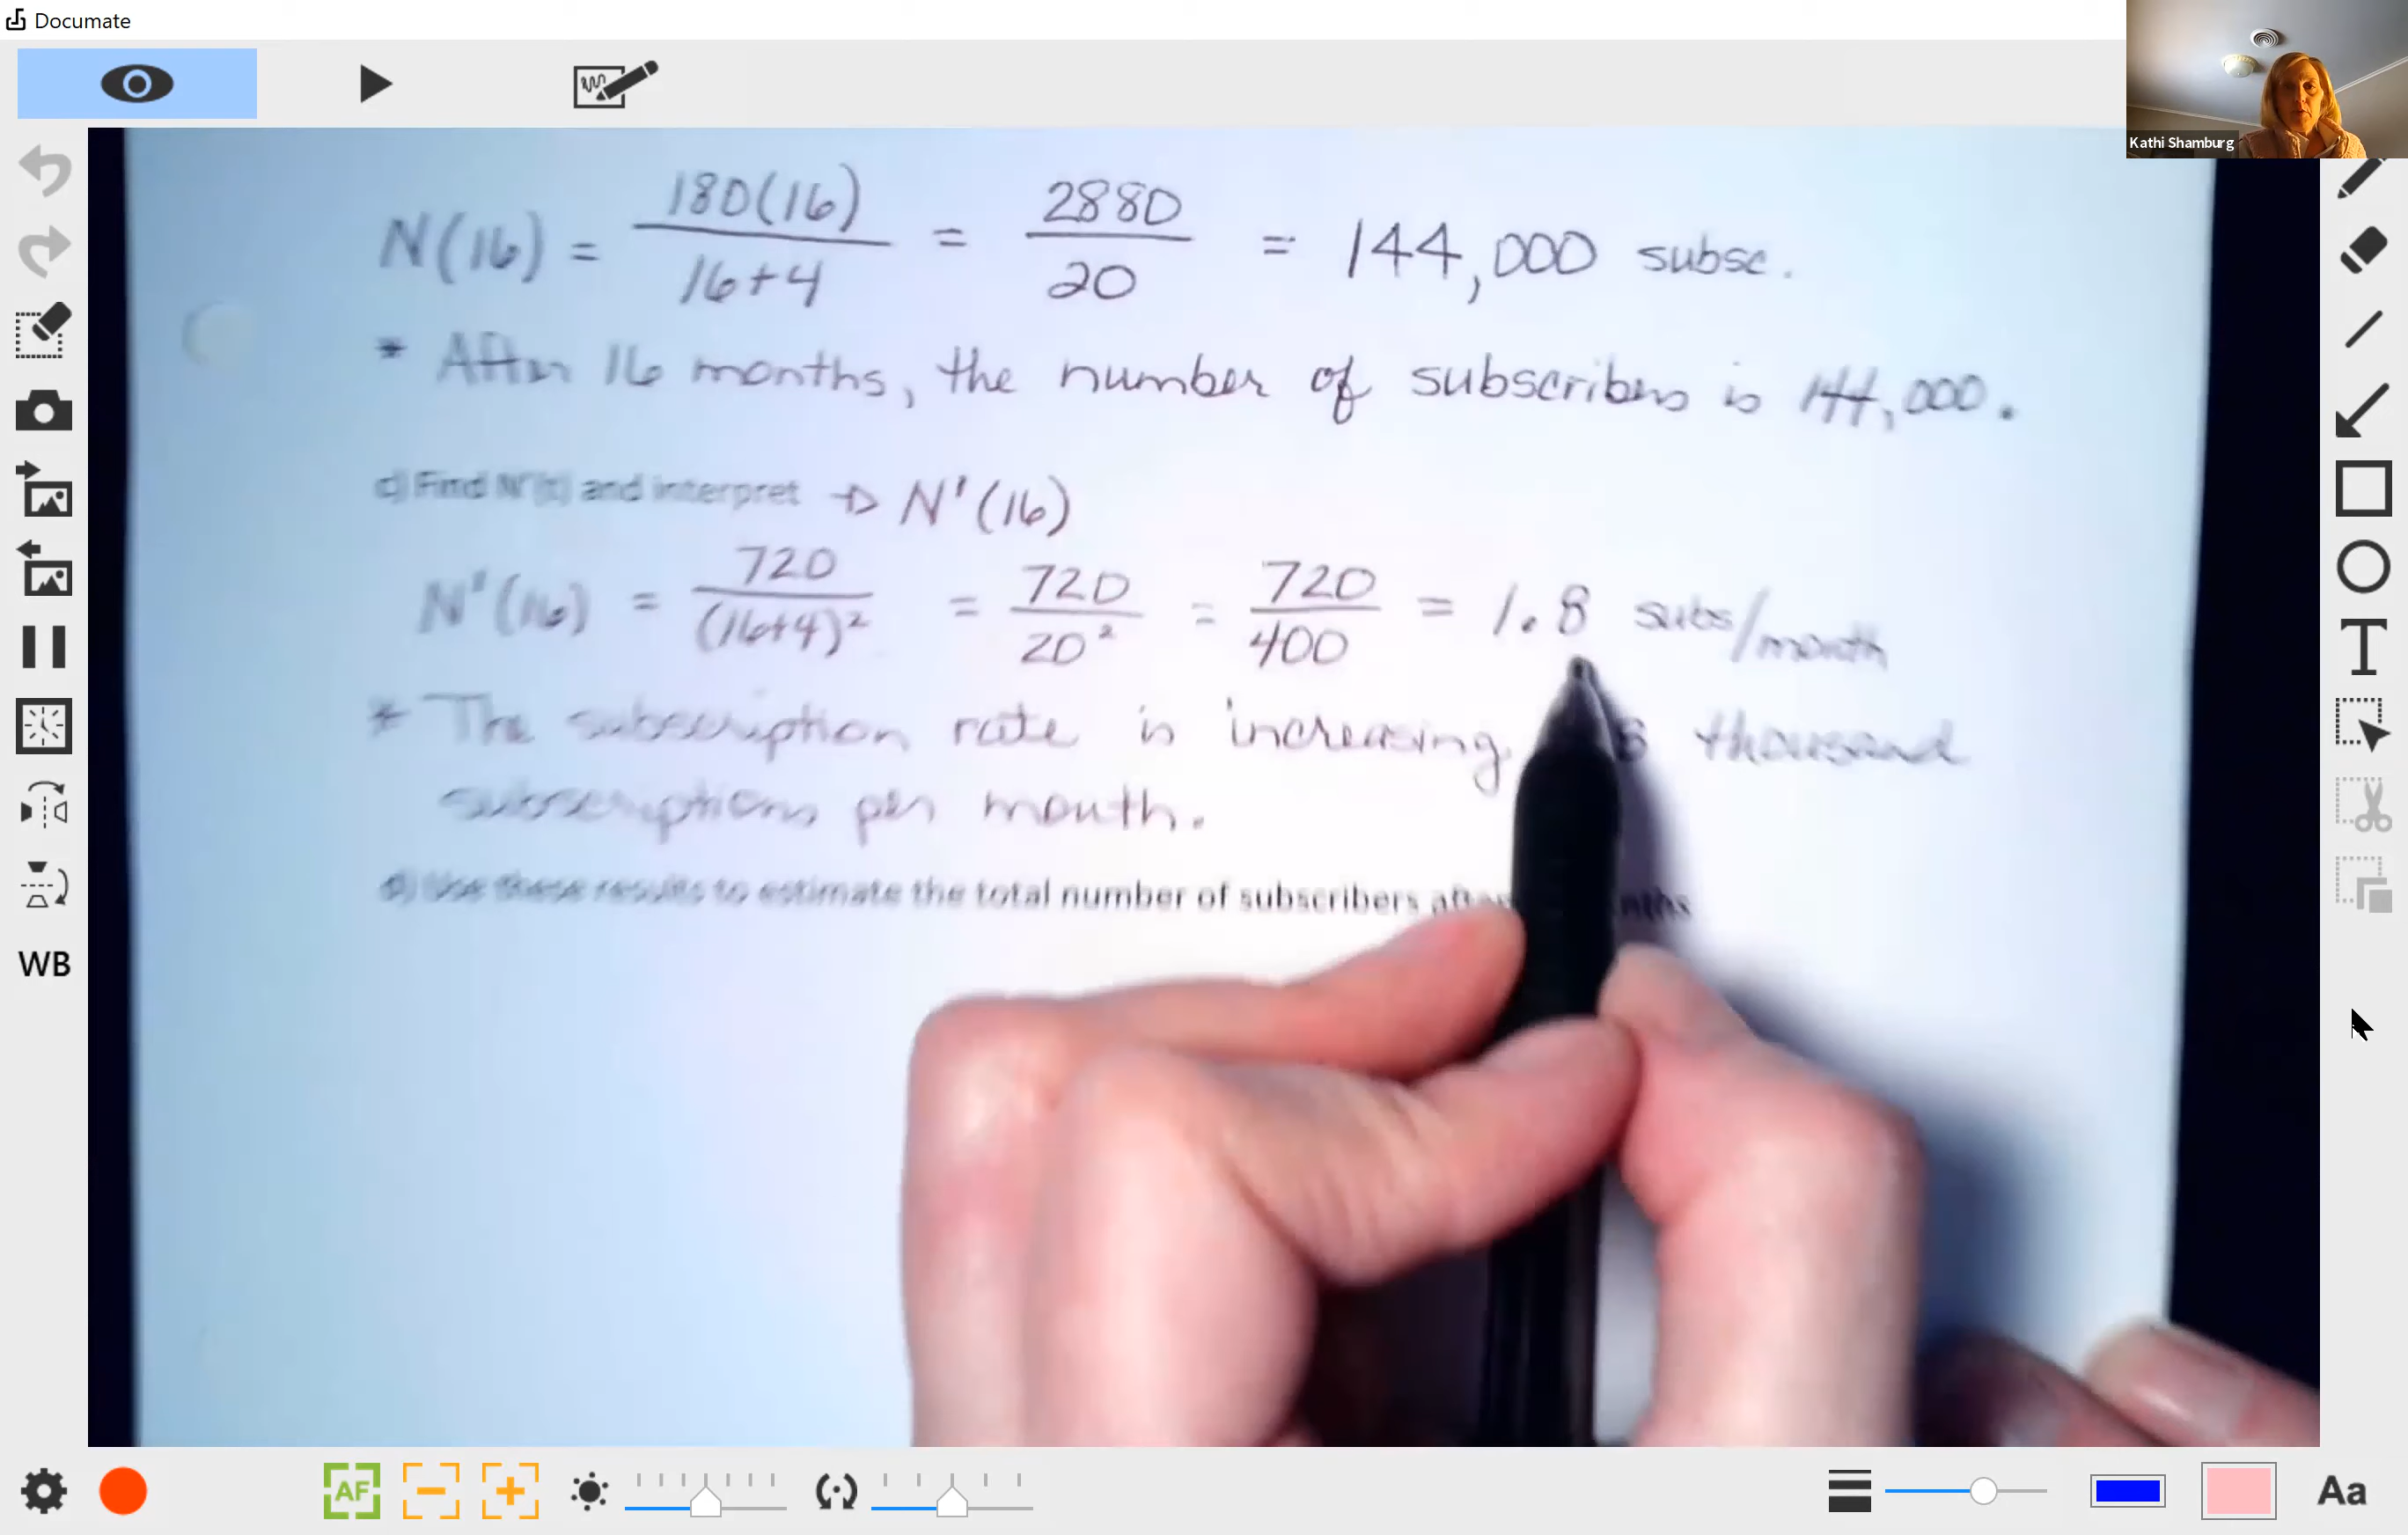 Documate
Kathi Shamburg
N(16) = 180(16) / 16+4 = 2880 / 20 = 144,000 subsc.
* After 16 months, the number of subscribers is 144,000.
c) Find N'(t) and interpret → N'(16)
N'(16) = 720 / (16+4)² = 720 / 20² = 720 / 400 = 1.8 subs/month
* The subscription rate is increasing 8 thousand
subscriptions per month.
d) Use these results to estimate the total number of subscribers
WB
T
AF
Aa